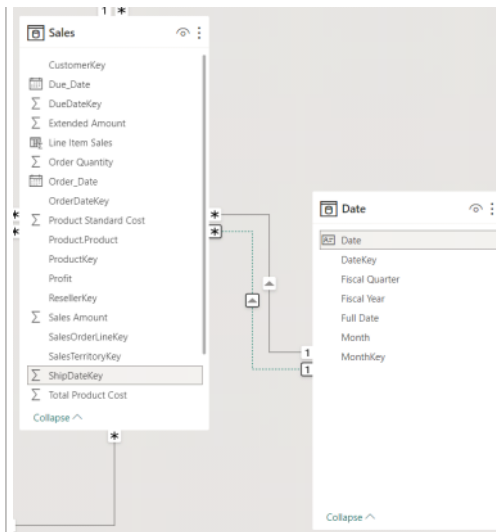 1 *
Sales
CustomerKey
Due_Date
DueDateKey
Extended Amount
Line Item Sales
Order Quantity
Order_Date
OrderDateKey
Product Standard Cost
Product.Product
ProductKey
Profit
ResellerKey
Sales Amount
SalesOrderLineKey
SalesTerritoryKey
ShipDateKey
Total Product Cost
Collapse
*
*
*
*
*
1
1
Date
Date
DateKey
Fiscal Quarter
Fiscal Year
Full Date
Month
MonthKey
Collapse